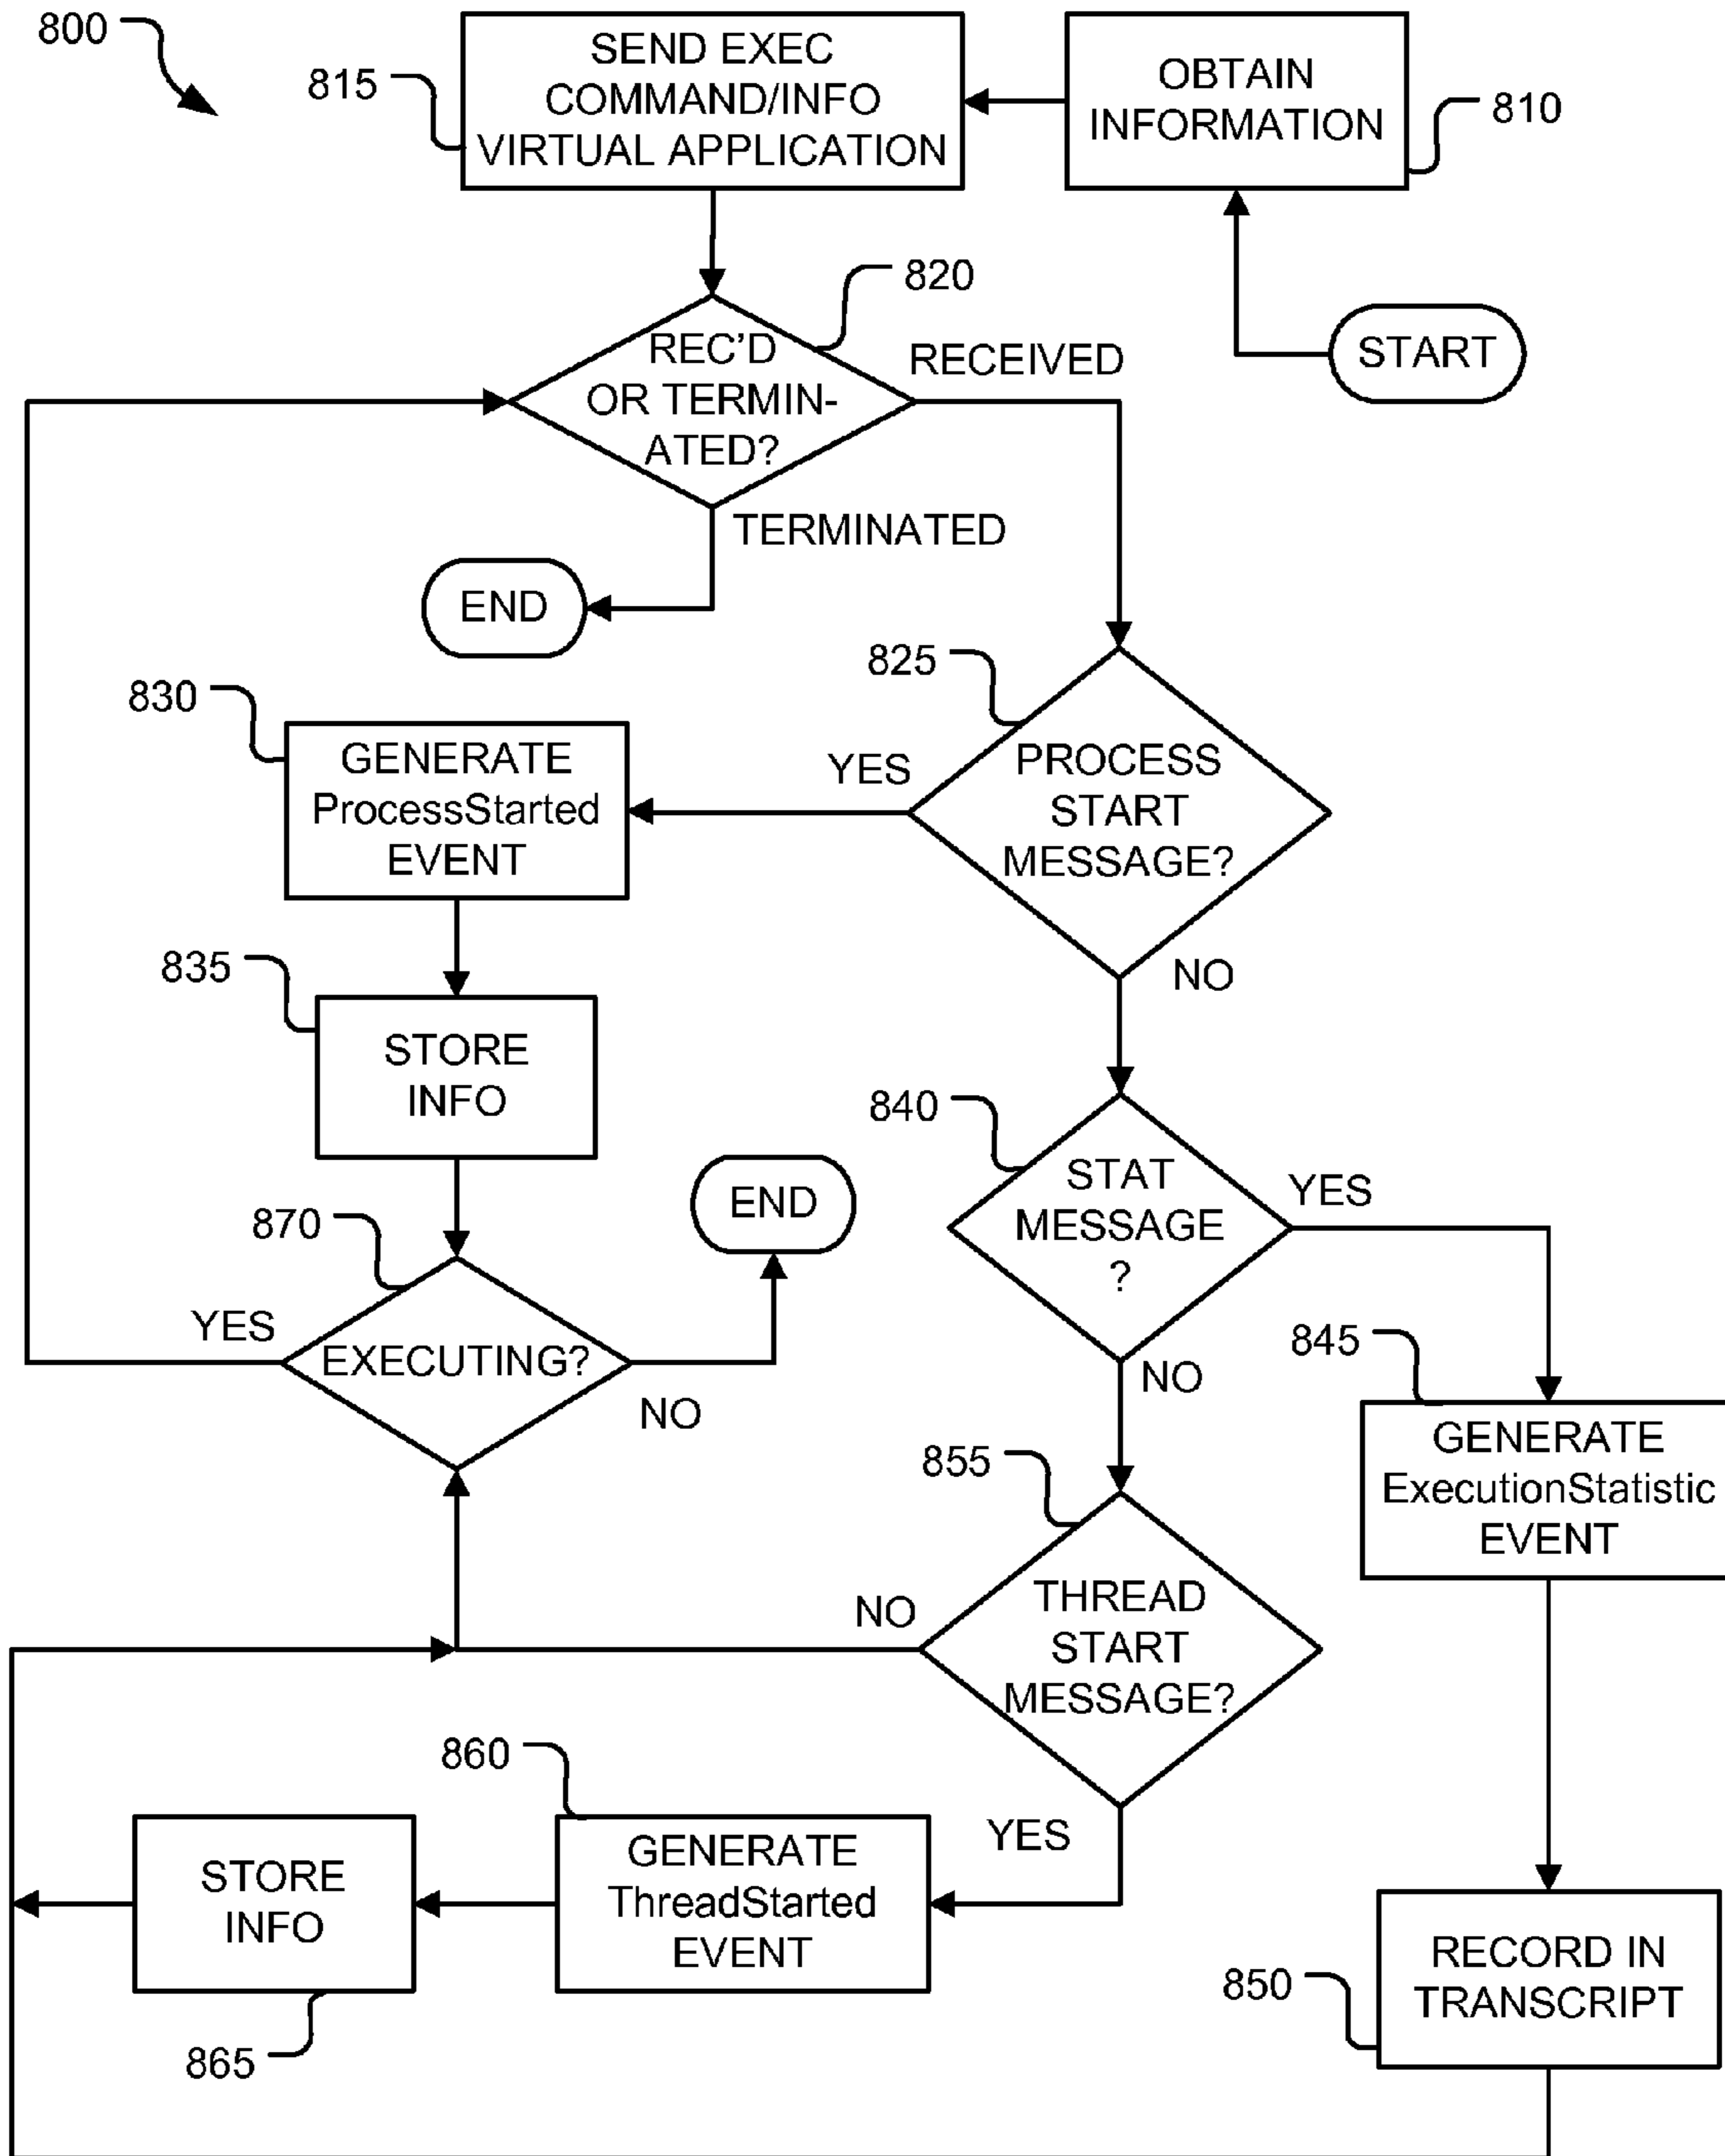 800
SEND EXEC
COMMAND/INFO
VIRTUAL APPLICATION
815
OBTAIN
INFORMATION
810
START
820
REC'D
OR TERMIN-
ATED?
RECEIVED
TERMINATED
END
825
PROCESS
START
MESSAGE?
YES
NO
830
GENERATE
ProcessStarted
EVENT
835
STORE
INFO
840
STAT
MESSAGE
?
YES
NO
870
EXECUTING?
YES
NO
END
845
GENERATE
ExecutionStatistic
EVENT
855
THREAD
START
MESSAGE?
NO
YES
860
GENERATE
ThreadStarted
EVENT
STORE
INFO
865
850
RECORD IN
TRANSCRIPT